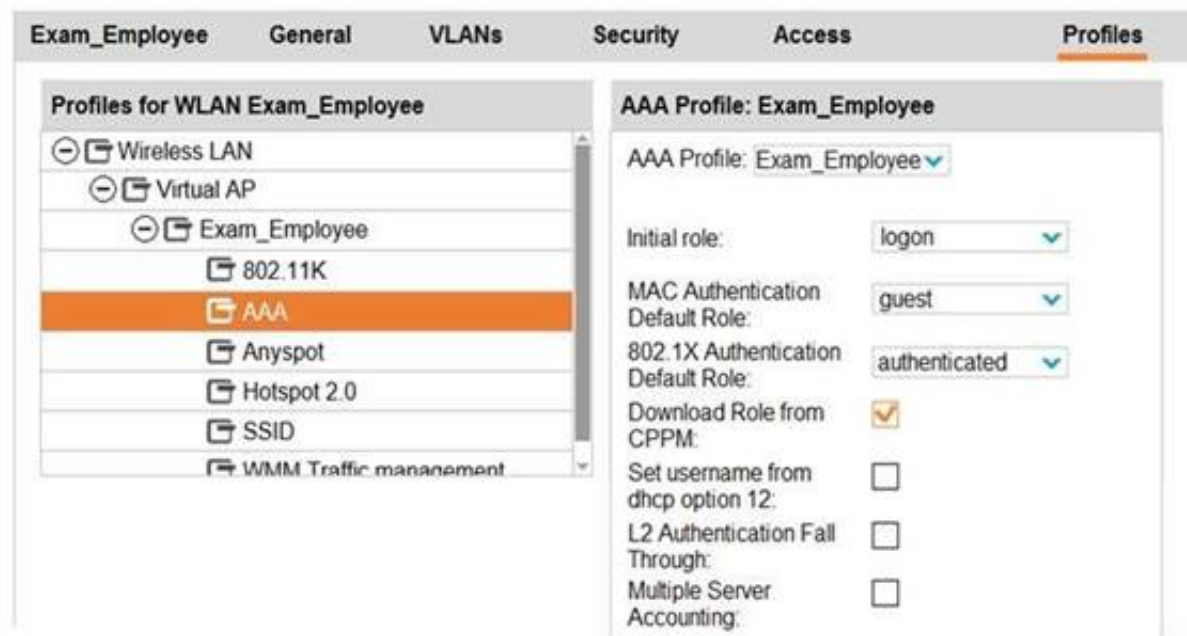 Exam_Employee General VLANs Security Access Profiles
Profiles for WLAN Exam_Employee
Wireless LAN
Virtual AP
Exam_Employee
802.11K
AAA
Anyspot
Hotspot 2.0
SSID
WMM Traffic management
AAA Profile: Exam_Employee
AAA Profile: Exam_Employee
Initial role: logon
MAC Authentication
Default Role: guest
802.1X Authentication
Default Role: authenticated
Download Role from
CPPM:
Set username from
dhcp option 12:
L2 Authentication Fall
Through:
Multiple Server
Accounting: